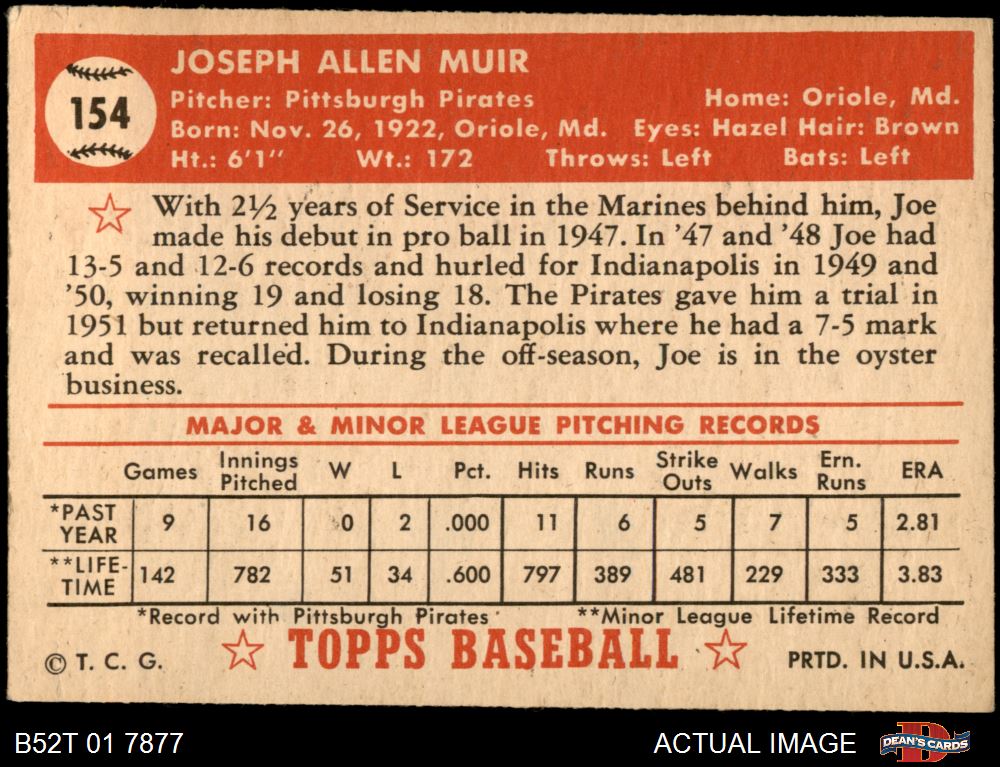 154
JOSEPH ALLEN MUIR
Pitcher: Pittsburgh Pirates Home: Oriole, Md.
Born: Nov. 26, 1922, Oriole, Md. Eyes: Hazel Hair: Brown
Ht.: 6'1" Wt.: 172 Throws: Left Bats: Left
With 2½ years of Service in the Marines behind him, Joe
made his debut in pro ball in 1947. In '47 and '48 Joe had
13-5 and 12-6 records and hurled for Indianapolis in 1949 and
'50, winning 19 and losing 18. The Pirates gave him a trial in
1951 but returned him to Indianapolis where he had a 7-5 mark
and was recalled. During the off-season, Joe is in the oyster
business.
MAJOR & MINOR LEAGUE PITCHING RECORDS
Games Innings Pitched W L Pct. Hits Runs Strike Outs Walks Ern. Runs ERA
*PAST YEAR 9 16 0 2 .000 11 6 5 7 5 2.81
**LIFE-TIME 142 782 51 34 .600 797 389 481 229 333 3.83
*Record with Pittsburgh Pirates **Minor League Lifetime Record
© T. C. G. TOPPS BASEBALL PRTD. IN U.S.A.
B52T 01 7877 ACTUAL IMAGE DEAN'S CARDS